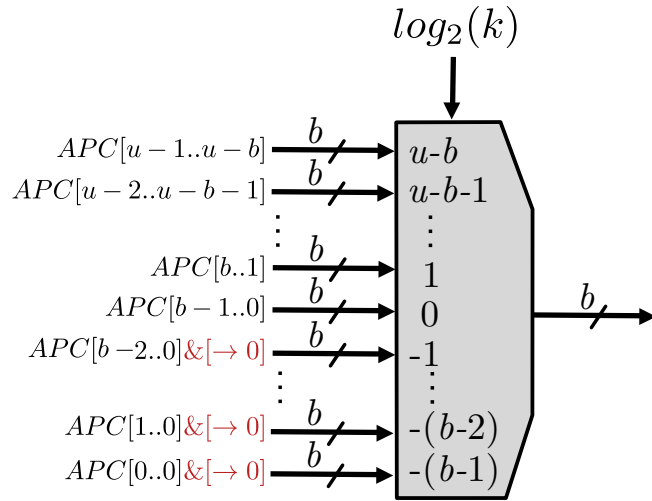 log₂(k)
APC[u − 1..u − b] b u-b
APC[u − 2..u − b − 1] b u-b-1
⋮ ⋮
APC[b..1] b 1
APC[b − 1..0] b 0 b
APC[b −2..0]&[→ 0] b -1
⋮ ⋮
APC[1..0]&[→ 0] b -(b-2)
APC[0..0]&[→ 0] b -(b-1)